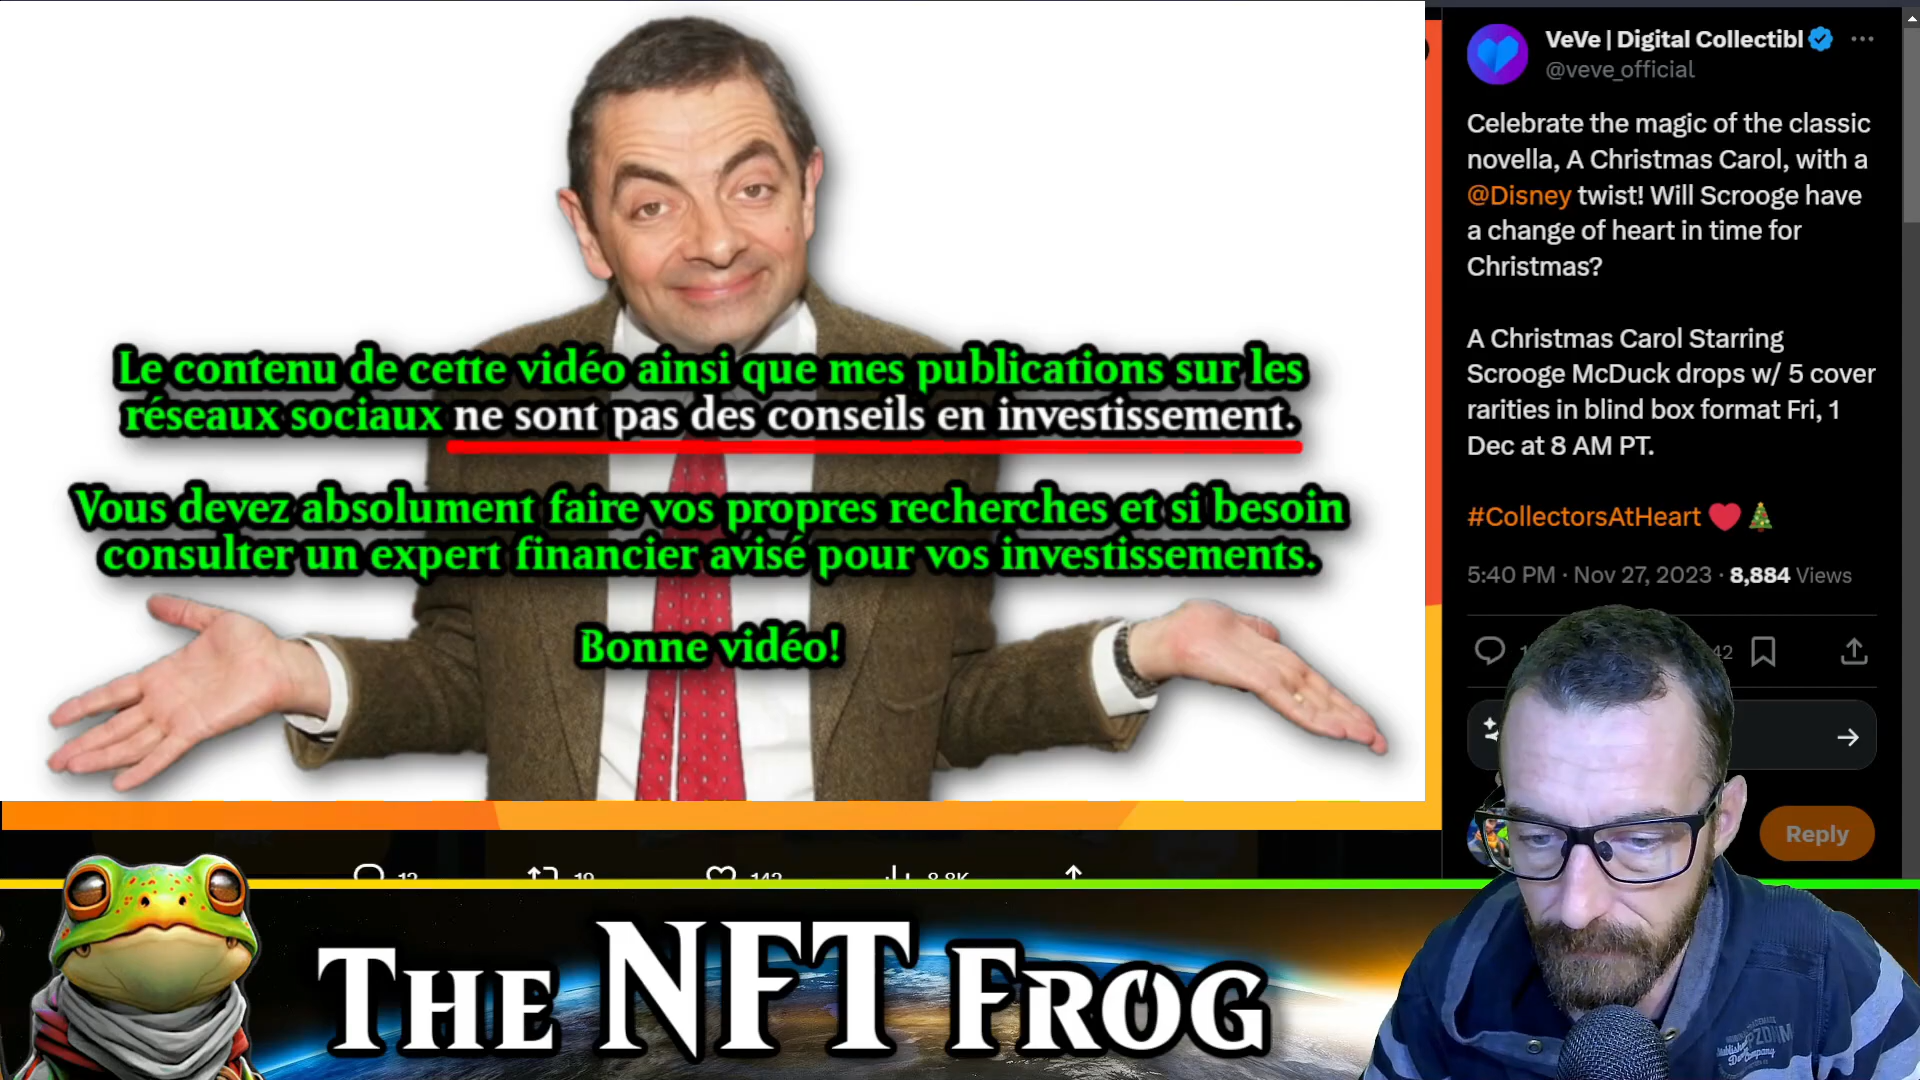 Le contenu de cette vidéo ainsi que mes publications sur les
réseaux sociaux ne sont pas des conseils en investissement.
Vous devez absolument faire vos propres recherches et si besoin
consulter un expert financier avisé pour vos investissements.
Bonne vidéo!
VeVe | Digital Collectibl
@veve_official
Celebrate the magic of the classic
novella, A Christmas Carol, with a
@Disney twist! Will Scrooge have
a change of heart in time for
Christmas?
A Christmas Carol Starring
Scrooge McDuck drops w/ 5 cover
rarities in blind box format Fri, 1
Dec at 8 AM PT.
#CollectorsAtHeart
5:40 PM · Nov 27, 2023 · 8,884 Views
Reply
THE NFT FROG